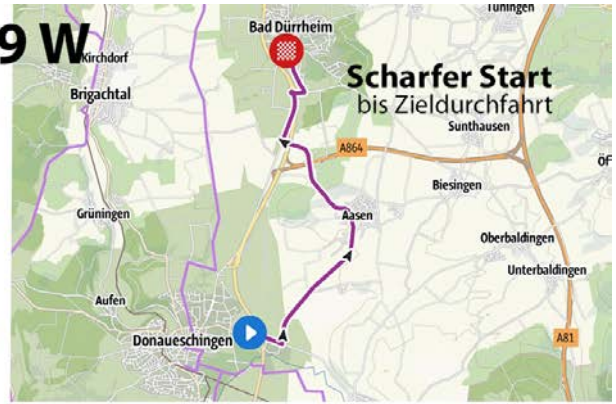 Tuningen
9 W
Bad Dürrheim
Kirchdorf
Scharfer Start
bis Zieldurchfahrt
Brigachtal
Sunthausen
A864
Biesingen
Grüningen
Aasen
Oberbaldingen
Unterbaldingen
Aufen
Donaueschingen
A81